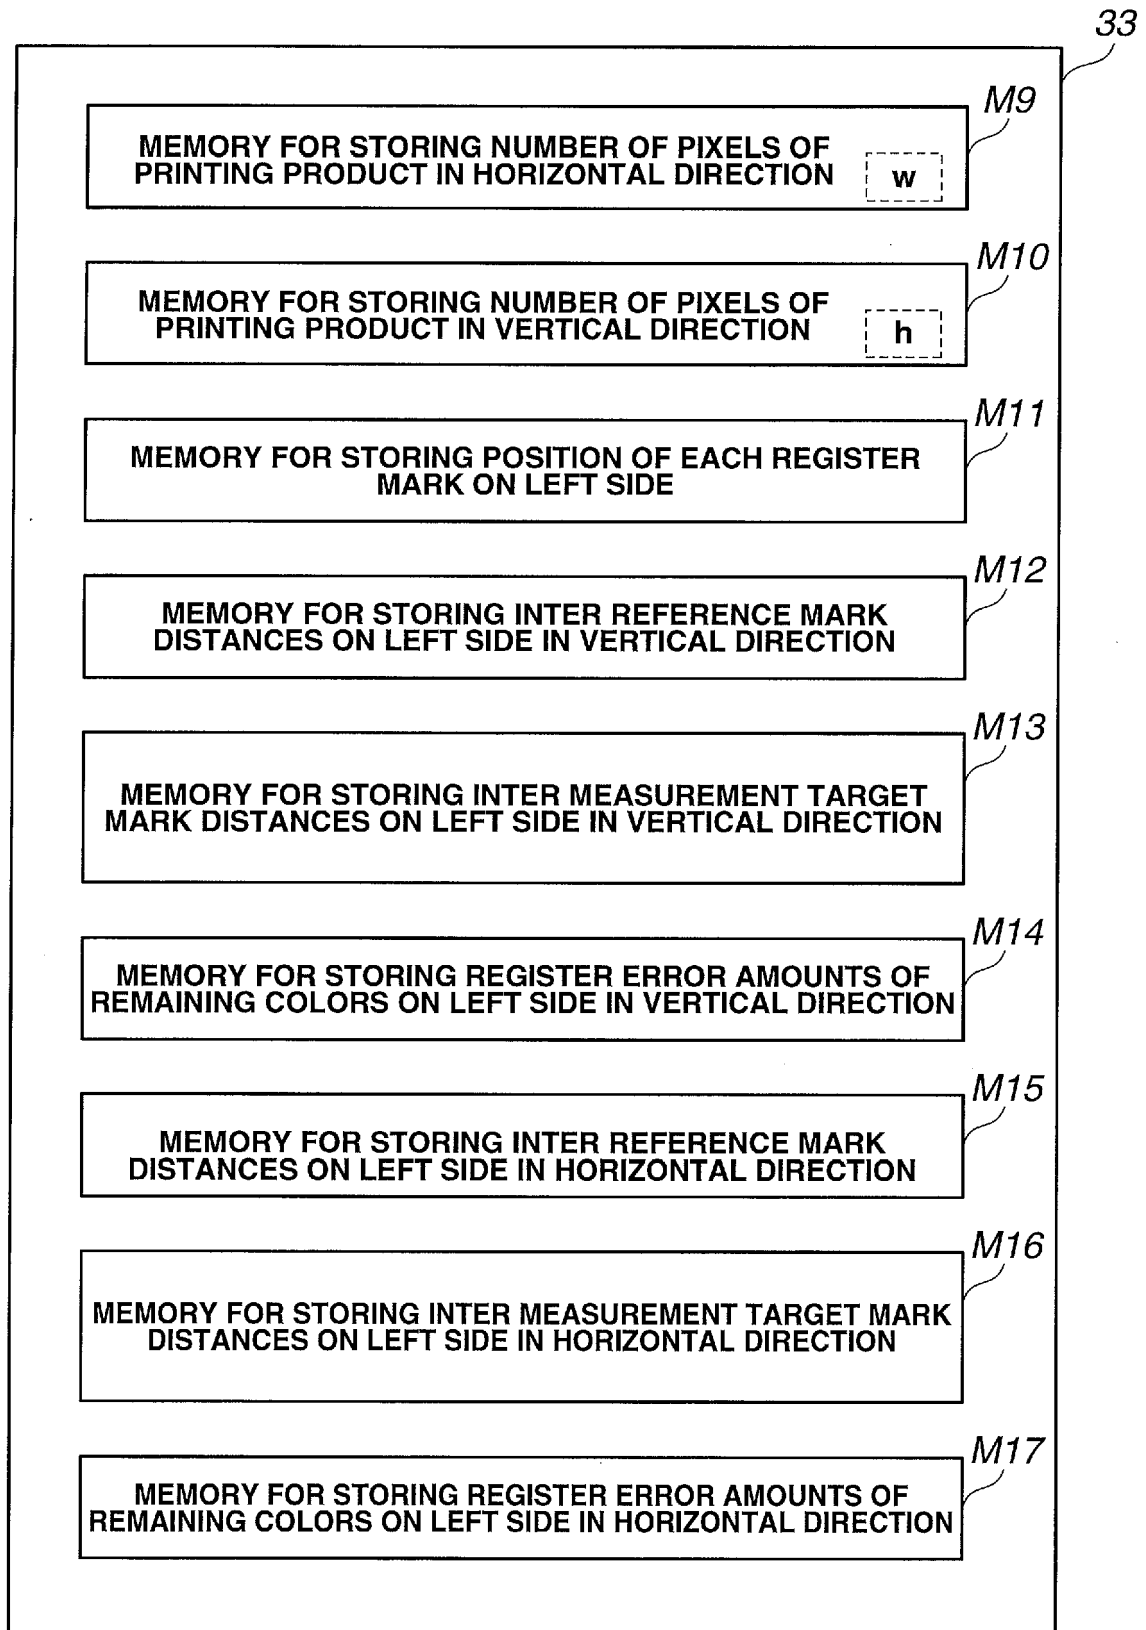 33
M9
MEMORY FOR STORING NUMBER OF PIXELS OF
PRINTING PRODUCT IN HORIZONTAL DIRECTION
w
M10
MEMORY FOR STORING NUMBER OF PIXELS OF
PRINTING PRODUCT IN VERTICAL DIRECTION
h
M11
MEMORY FOR STORING POSITION OF EACH REGISTER
MARK ON LEFT SIDE
M12
MEMORY FOR STORING INTER REFERENCE MARK
DISTANCES ON LEFT SIDE IN VERTICAL DIRECTION
M13
MEMORY FOR STORING INTER MEASUREMENT TARGET
MARK DISTANCES ON LEFT SIDE IN VERTICAL DIRECTION
M14
MEMORY FOR STORING REGISTER ERROR AMOUNTS OF
REMAINING COLORS ON LEFT SIDE IN VERTICAL DIRECTION
M15
MEMORY FOR STORING INTER REFERENCE MARK
DISTANCES ON LEFT SIDE IN HORIZONTAL DIRECTION
M16
MEMORY FOR STORING INTER MEASUREMENT TARGET MARK
DISTANCES ON LEFT SIDE IN HORIZONTAL DIRECTION
M17
MEMORY FOR STORING REGISTER ERROR AMOUNTS OF
REMAINING COLORS ON LEFT SIDE IN HORIZONTAL DIRECTION